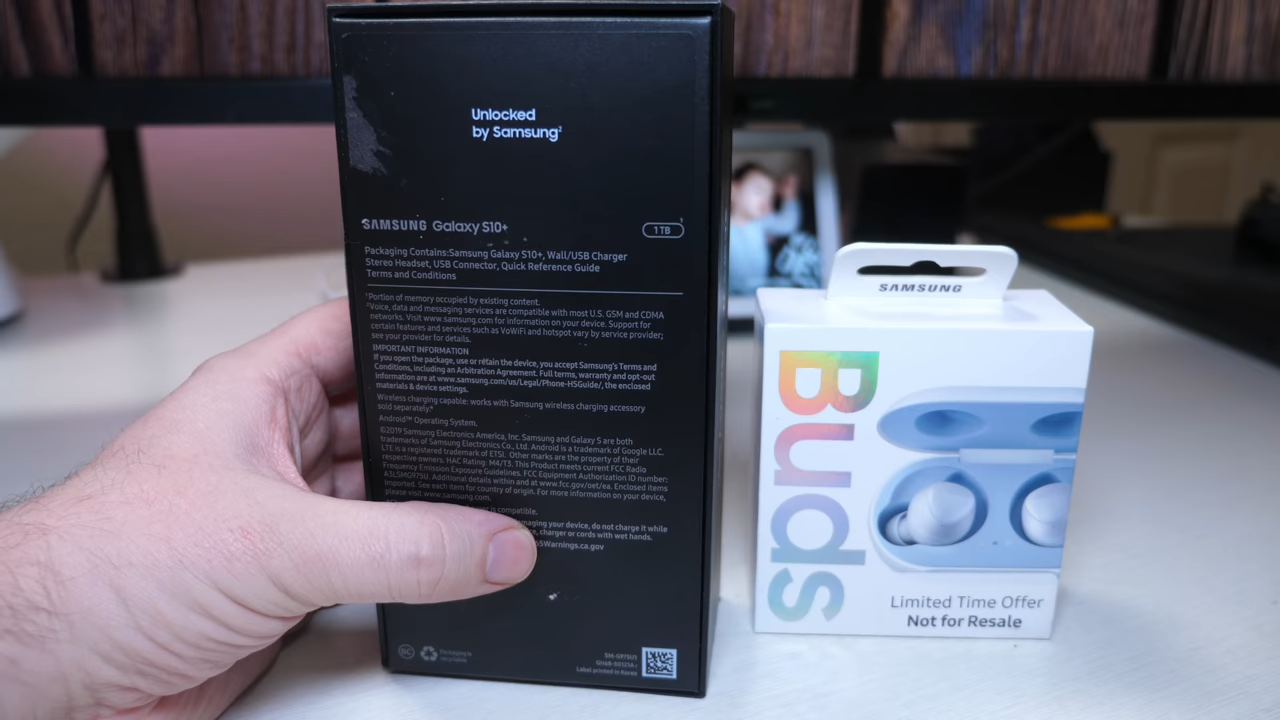 Unlocked
by Samsung²
SAMSUNG Galaxy S10+
1TB¹
Packaging Contains:Samsung Galaxy S10+, Wall/USB Charger
Stereo Headset, USB Connector, Quick Reference Guide
Terms and Conditions
¹Portion of memory occupied by existing content.
²Voice, data and messaging services are compatible with most U.S. GSM and CDMA
networks. Visit www.samsung.com for information on your device. Support for
certain features and services such as VoWiFi and hotspot vary by service provider;
see your provider for details.
IMPORTANT INFORMATION
If you open the package, use or retain the device, you accept Samsung's Terms and
Conditions, including an Arbitration Agreement. Full terms, warranty and opt-out
information are at www.samsung.com/us/Legal/Phone-HSGuide/, the enclosed
materials & device settings.
Wireless charging capable: works with Samsung wireless charging accessory
sold separately.
Android™ Operating System.
©2019 Samsung Electronics America, Inc. Samsung and Galaxy S are both
trademarks of Samsung Electronics Co., Ltd. Android is a trademark of Google LLC.
LTE is a registered trademark of ETSI. Other marks are the property of their
respective owners. HAC Rating: M4/T3. This Product meets current FCC Radio
Frequency Emission Exposure Guidelines. FCC Equipment Authorization ID number:
A3LSMG975U. Additional details within and at www.fcc.gov/oet/ea. Enclosed items
imported. See each item for country of origin. For more information on your device,
please visit www.samsung.com.
is compatible.
your device, do not charge it while
charger or cords with wet hands.
Warnings.ca.gov
BC
Packaging is
recyclable
SM-G975U1
Label printed in Korea
SAMSUNG
Buds
Limited Time Offer
Not for Resale